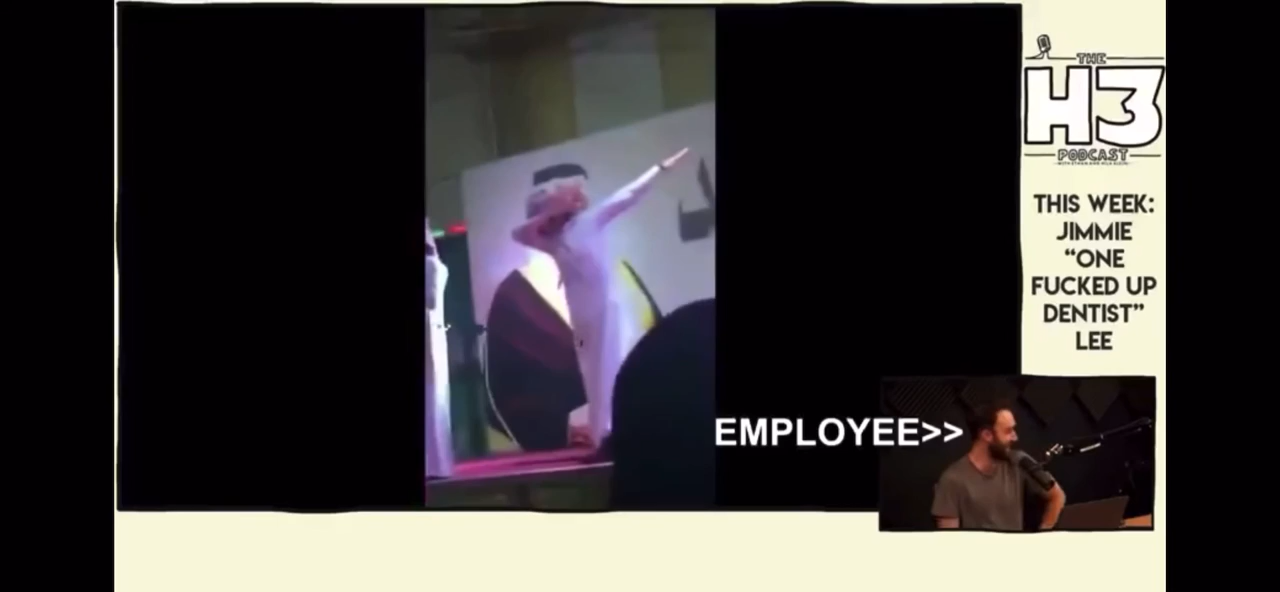 THE
H3
PODCAST
THIS WEEK:
JIMMIE
“ONE
FUCKED UP
DENTIST”
LEE
EMPLOYEE>>